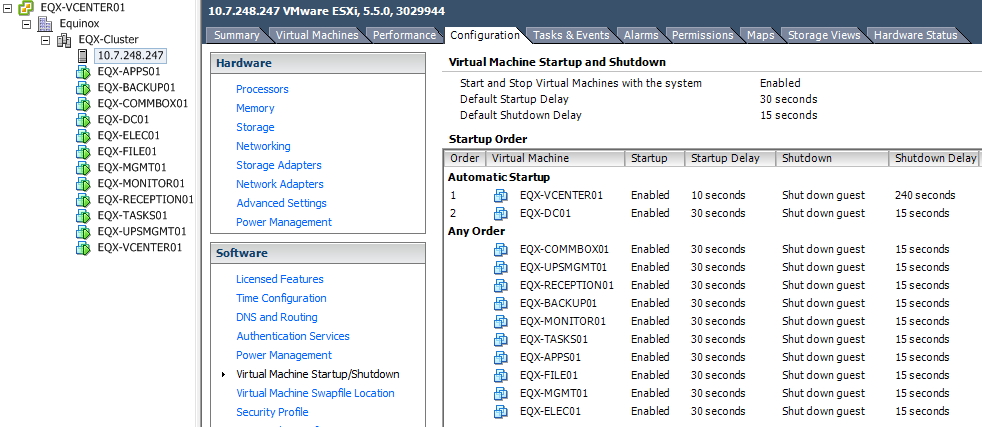 EQX-VCENTER01
Equinox
EQX-Cluster
10.7.248.247
EQX-APPS01
EQX-BACKUP01
EQX-COMMBOX01
EQX-DC01
EQX-ELEC01
EQX-FILE01
EQX-MGMT01
EQX-MONITOR01
EQX-RECEPTION01
EQX-TASKS01
EQX-UPSMGMT01
EQX-VCENTER01
10.7.248.247 VMware ESXi, 5.5.0, 3029944
Summary Virtual Machines Performance Configuration Tasks & Events Alarms Permissions Maps Storage Views Hardware Status
Hardware
Processors
Memory
Storage
Networking
Storage Adapters
Network Adapters
Advanced Settings
Power Management
Software
Licensed Features
Time Configuration
DNS and Routing
Authentication Services
Power Management
Virtual Machine Startup/Shutdown
Virtual Machine Swapfile Location
Security Profile
Virtual Machine Startup and Shutdown
Start and Stop Virtual Machines with the system Enabled
Default Startup Delay 30 seconds
Default Shutdown Delay 15 seconds
Startup Order
Order Virtual Machine Startup Startup Delay Shutdown Shutdown Delay
Automatic Startup
1 EQX-VCENTER01 Enabled 10 seconds Shut down guest 240 seconds
2 EQX-DC01 Enabled 30 seconds Shut down guest 15 seconds
Any Order
EQX-COMMBOX01 Enabled 30 seconds Shut down guest 15 seconds
EQX-UPSMGMT01 Enabled 30 seconds Shut down guest 15 seconds
EQX-RECEPTION01 Enabled 30 seconds Shut down guest 15 seconds
EQX-BACKUP01 Enabled 30 seconds Shut down guest 15 seconds
EQX-MONITOR01 Enabled 30 seconds Shut down guest 15 seconds
EQX-TASKS01 Enabled 30 seconds Shut down guest 15 seconds
EQX-APPS01 Enabled 30 seconds Shut down guest 15 seconds
EQX-FILE01 Enabled 30 seconds Shut down guest 15 seconds
EQX-MGMT01 Enabled 30 seconds Shut down guest 15 seconds
EQX-ELEC01 Enabled 30 seconds Shut down guest 15 seconds